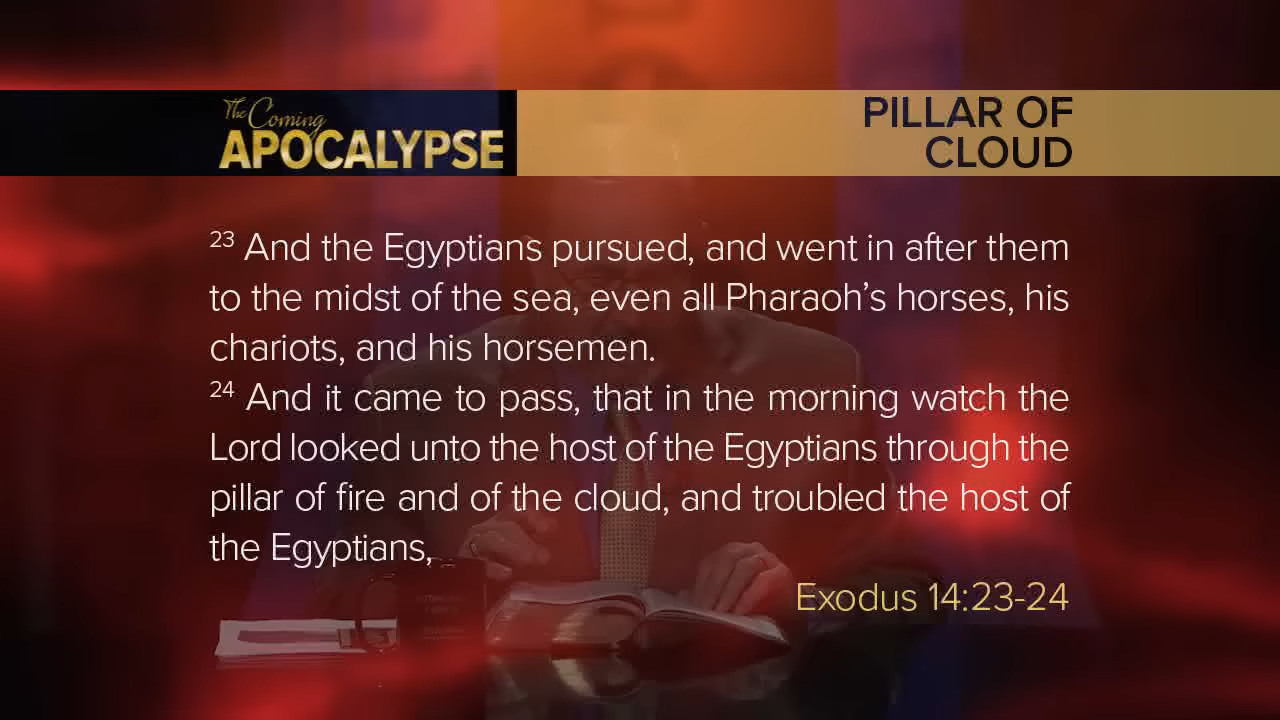 The Coming
APOCALYPSE
PILLAR OF
CLOUD
23 And the Egyptians pursued, and went in after them
to the midst of the sea, even all Pharaoh’s horses, his
chariots, and his horsemen.
24 And it came to pass, that in the morning watch the
Lord looked unto the host of the Egyptians through the
pillar of fire and of the cloud, and troubled the host of
the Egyptians,
Exodus 14:23-24